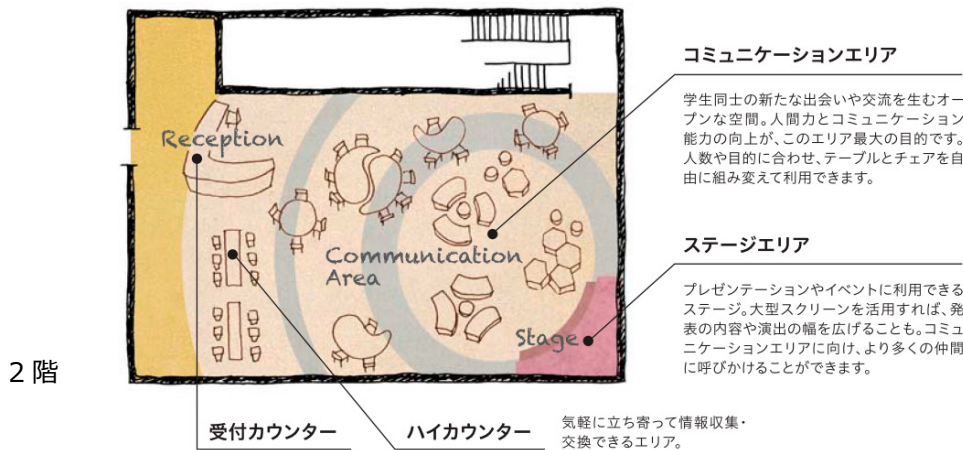 コミュニケーションエリア
学生同士の新たな出会いや交流を生むオー
プンな空間。人間力とコミュニケーション
能力の向上が、このエリア最大の目的です。
人数や目的に合わせ、テーブルとチェアを自
由に組み変えて利用できます。
Reception
Communication
Area
ステージエリア
プレゼンテーションやイベントに利用できる
ステージ。大型スクリーンを活用すれば、発
表の内容や演出の幅を広げることも。コミュ
ニケーションエリアに向け、より多くの仲間
に呼びかけることができます。
Stage
2階
受付カウンター
ハイカウンター
気軽に立ち寄って情報収集・
交換できるエリア。